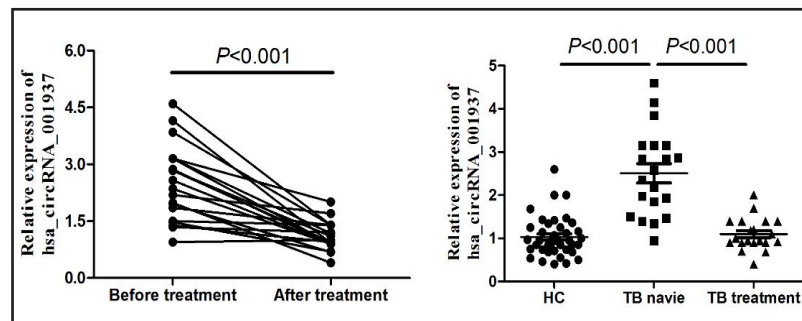 P<0.001
Relative expression of
hsa_circRNA_001937
6.0
4.5
3.0
1.5
0.0
Before treatment After treatment
P<0.001 P<0.001
Relative expression of
hsa_circRNA_001937
5
4
3
2
1
0
HC TB navie TB treatment